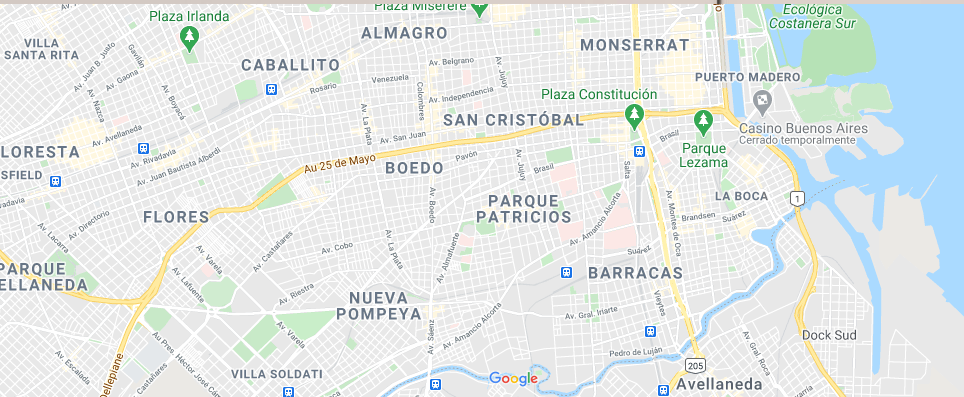 Plaza Miserere
Ecológica
Costanera Sur
Plaza Irlanda
VILLA
SANTA RITA
ALMAGRO
MONSERRAT
CABALLITO
PUERTO MADERO
Av. Juan B. Justo
Gavilán
Av. Gaona
Av. Nazca
Av. Boyacá
Rosario
Venezuela
Av. Belgrano
Av. Jujuy
Colombres
Av. Independencia
Av. La Plata
Plaza Constitución
SAN CRISTÓBAL
Casino Buenos Aires
Cerrado temporalmente
Av. Avellaneda
Av. Rivadavia
Av. Juan Bautista Alberdi
Av. San Juan
Au 25 de Mayo
Pavón
Brasil
Brasil
Parque
Lezama
LORESTA
SFIELD
BOEDO
Av. Jujuy
Salta
adavia
Av. Directorio
Av. Lacarra
FLORES
PARQUE
PATRICIOS
LA BOCA
1
Av. Boedo
Av. Montes de Oca
Brandsen
Suárez
Av. Amancio Alcorta
Av. Castañares
Av. Varela
Av. Cobo
Av. La Plata
Av. Almafuerte
Suárez
PARQUE
ELLANEDA
Av. Lafuente
Av. Riestra
BARRACAS
NUEVA
POMPEYA
Vieytes
Av. Varela
Av. Sáenz
Av. Amancio Alcorta
Av. Gral. Iriarte
Dock Sud
Av. Escalada
Dellepiane
Castañares
Av. Gral. Roca
Pedro de Luján
205
VILLA SOLDATI
Google
Avellaneda